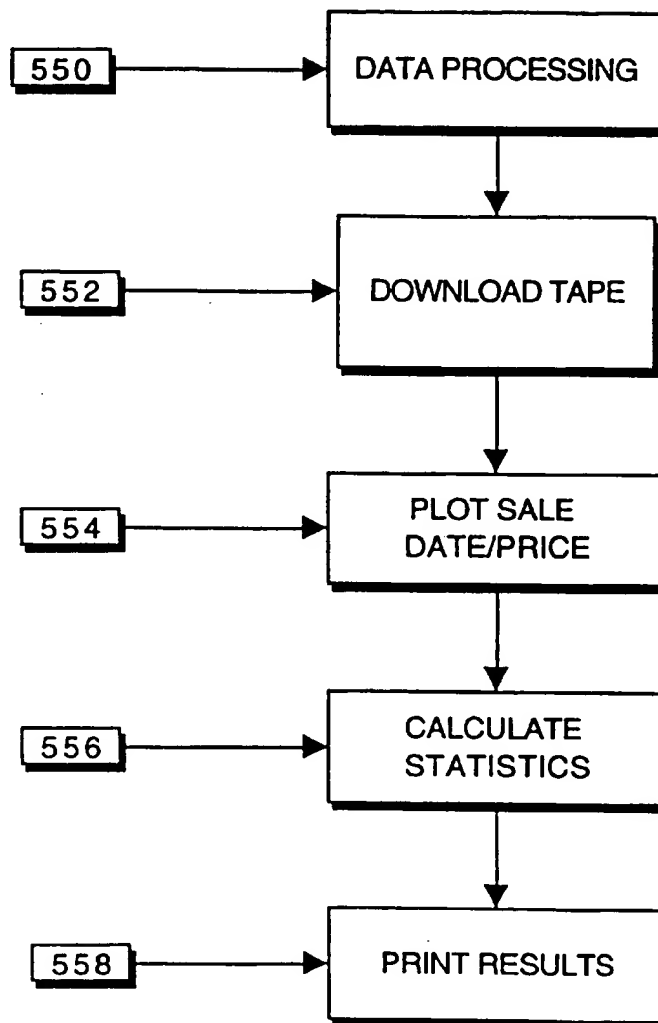 550
DATA PROCESSING
552
DOWNLOAD TAPE
554
PLOT SALE
DATE/PRICE
556
CALCULATE
STATISTICS
558
PRINT RESULTS